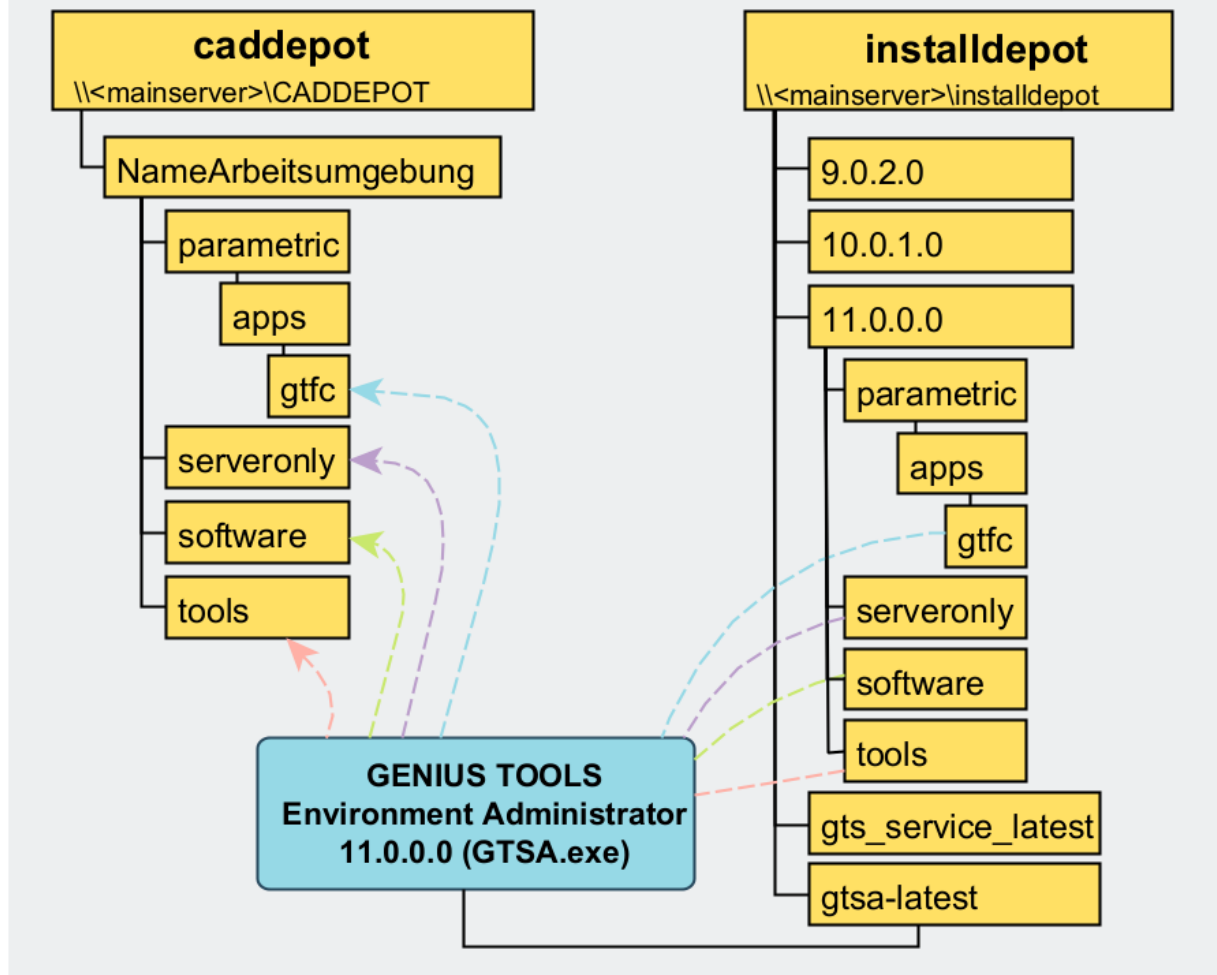 caddepot
\\<mainserver>\CADDEPOT
NameArbeitsumgebung
parametric
apps
gtfc
serveronly
software
tools
installdepot
\\<mainserver>\installdepot
9.0.2.0
10.0.1.0
11.0.0.0
parametric
apps
gtfc
serveronly
software
tools
gts_service_latest
gtsa-latest
GENIUS TOOLS
Environment Administrator
11.0.0.0 (GTSA.exe)